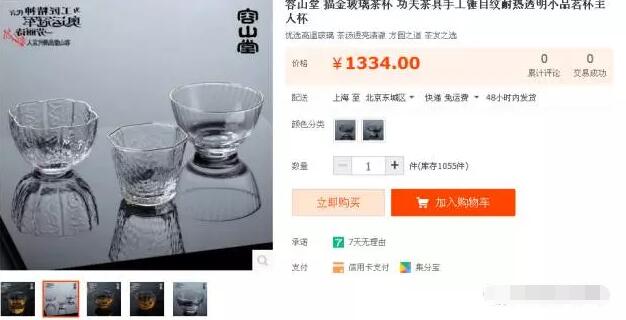 容山堂 描金玻璃茶杯 功夫茶具手工锤目纹耐热透明小品茗杯主
人杯
优选高温玻璃 茶汤透亮清澈 方圆之道 茶友之选
容山堂
价格
¥1334.00
0
累计评论
0
交易成功
配送
上海 至 北京东城区 快递 免运费 48小时内发货
颜色分类
数量
1
件(库存1055件)
立即购买
加入购物车
承诺
7天无理由
支付
信用卡支付
集分宝